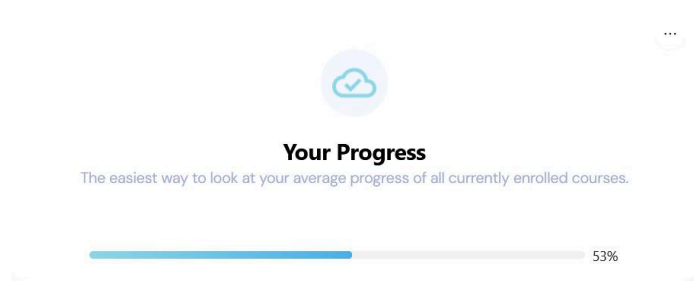 ...
Your Progress
The easiest way to look at your average progress of all currently enrolled courses.
53%